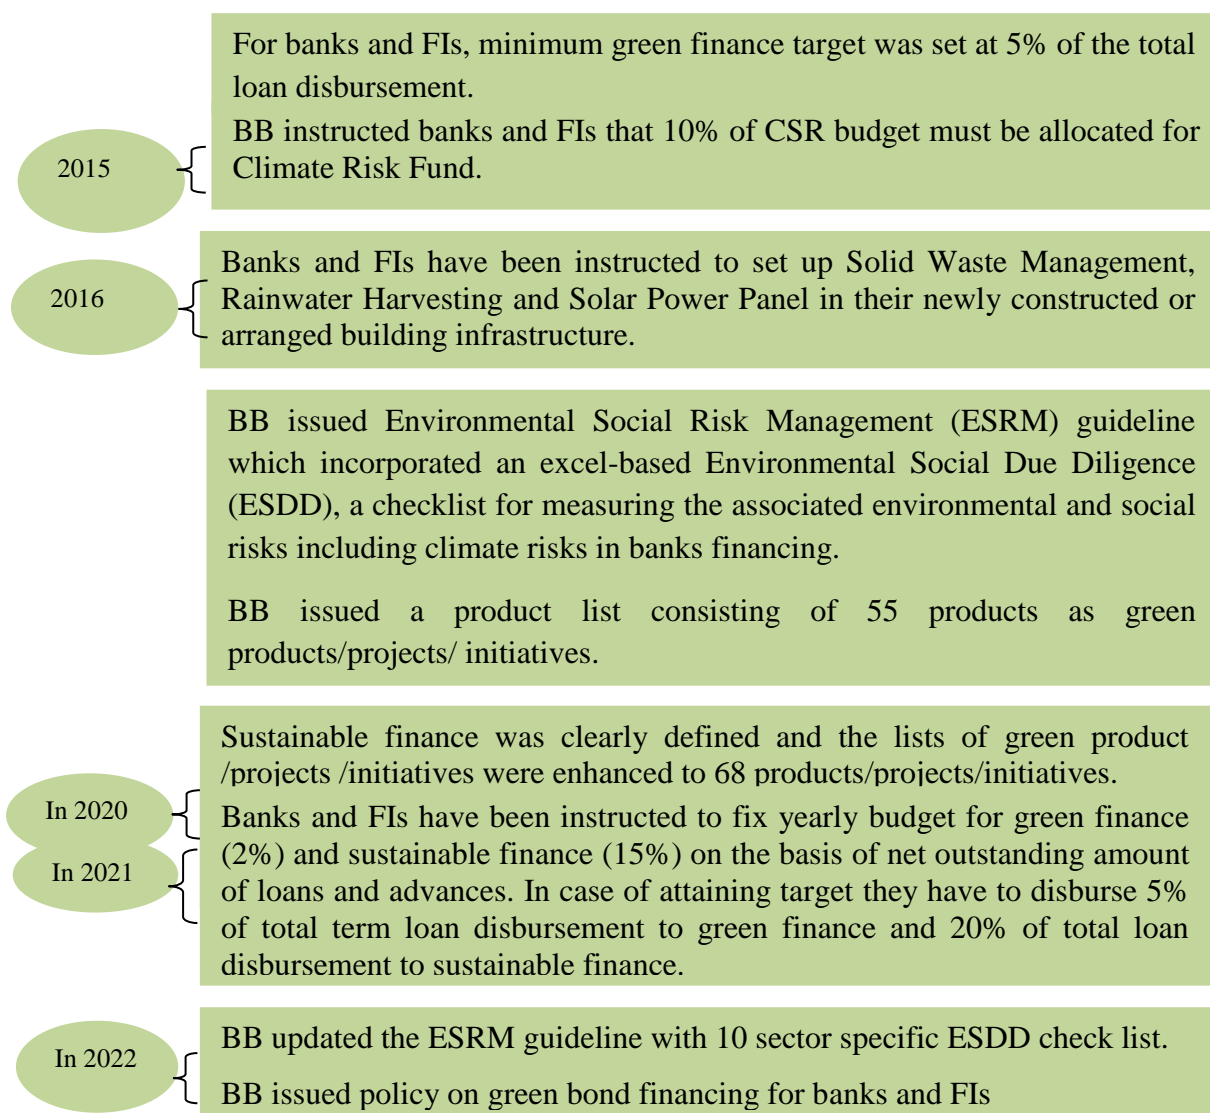 For banks and FIs, minimum green finance target was set at 5% of the total
loan disbursement.
BB instructed banks and FIs that 10% of CSR budget must be allocated for
Climate Risk Fund.
2015
Banks and FIs have been instructed to set up Solid Waste Management,
Rainwater Harvesting and Solar Power Panel in their newly constructed or
arranged building infrastructure.
2016
BB issued Environmental Social Risk Management (ESRM) guideline
which incorporated an excel-based Environmental Social Due Diligence
(ESDD), a checklist for measuring the associated environmental and social
risks including climate risks in banks financing.
BB issued a product list consisting of 55 products as green
products/projects/ initiatives.
Sustainable finance was clearly defined and the lists of green product
/projects /initiatives were enhanced to 68 products/projects/initiatives.
In 2020
Banks and FIs have been instructed to fix yearly budget for green finance
(2%) and sustainable finance (15%) on the basis of net outstanding amount
of loans and advances. In case of attaining target they have to disburse 5%
of total term loan disbursement to green finance and 20% of total loan
disbursement to sustainable finance.
In 2021
BB updated the ESRM guideline with 10 sector specific ESDD check list.
BB issued policy on green bond financing for banks and FIs
In 2022